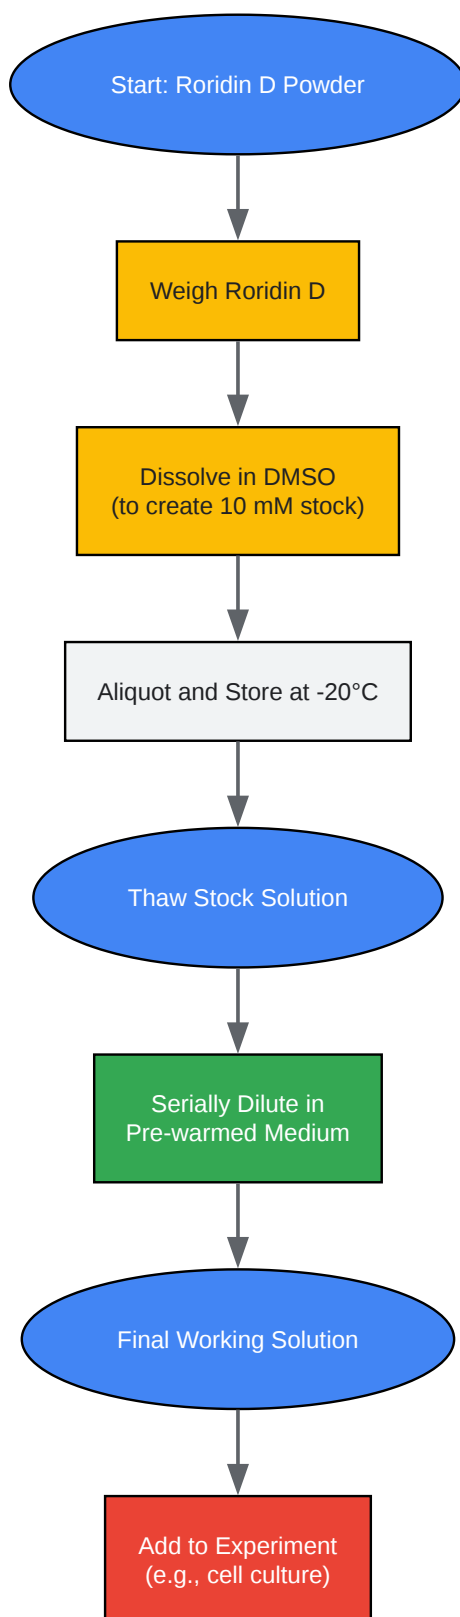 Start: Roridin D Powder
Weigh Roridin D
Dissolve in DMSO
(to create 10 mM stock)
Aliquot and Store at -20°C
Thaw Stock Solution
Serially Dilute in
Pre-warmed Medium
Final Working Solution
Add to Experiment
(e.g., cell culture)